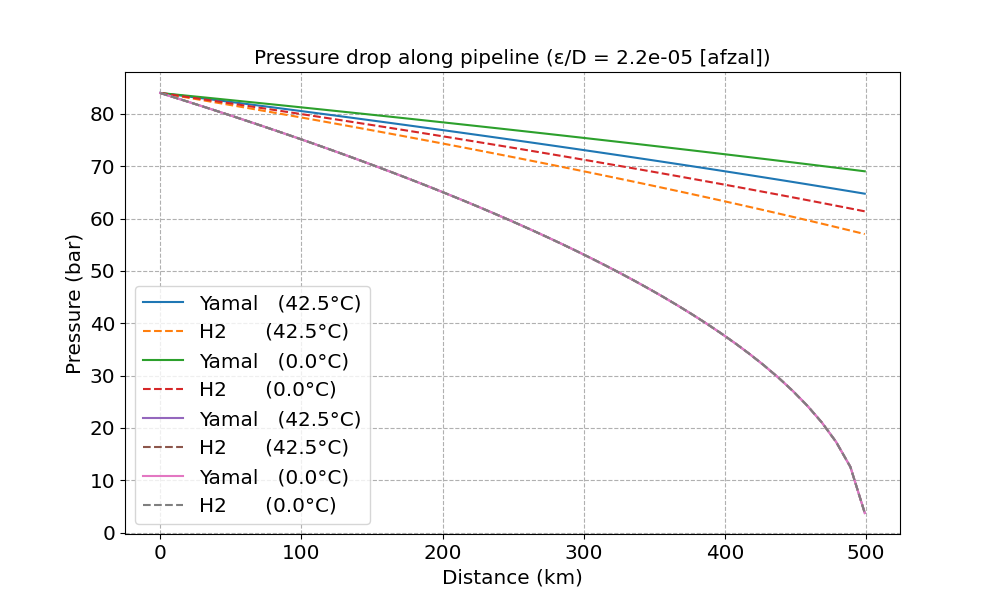 Pressure drop along pipeline (ε/D = 2.2e-05 [afzal])
Pressure (bar)
80
70
60
50
40
30
20
10
0
Yamal (42.5°C)
H2 (42.5°C)
Yamal (0.0°C)
H2 (0.0°C)
Yamal (42.5°C)
H2 (42.5°C)
Yamal (0.0°C)
H2 (0.0°C)
0 100 200 300 400 500
Distance (km)